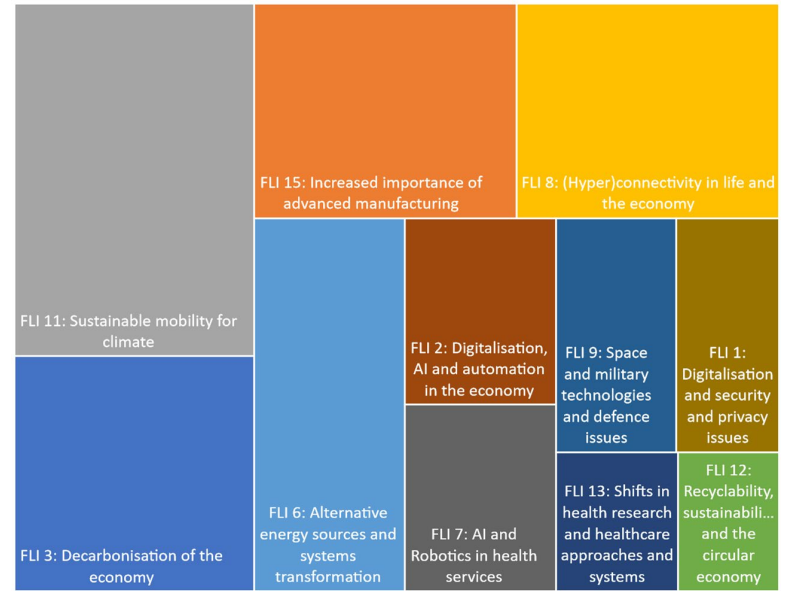 FLI 11: Sustainable mobility for
climate
FLI 15: Increased importance of
advanced manufacturing
FLI 8: (Hyper)connectivity in life and
the economy
FLI 3: Decarbonisation of the
economy
FLI 6: Alternative
energy sources and
systems
transformation
FLI 2: Digitalisation,
AI and automation
in the economy
FLI 7: AI and
Robotics in health
services
FLI 9: Space
and military
technologies
and defence
issues
FLI 1:
Digitalisation
and security
and privacy
issues
FLI 13: Shifts in
health research
and healthcare
approaches and
systems
FLI 12:
Recyclability,
sustainabili...
and the
circular
economy